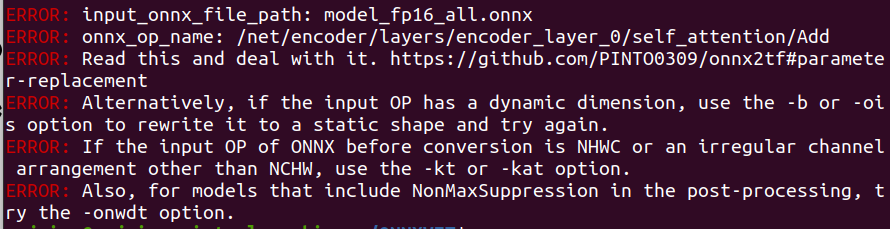 ERROR: input_onnx_file_path: model_fp16_all.onnx
ERROR: onnx_op_name: /net/encoder/layers/encoder_layer_0/self_attention/Add
ERROR: Read this and deal with it. https://github.com/PINTO0309/onnx2tf#paramete
r-replacement
ERROR: Alternatively, if the input OP has a dynamic dimension, use the -b or -oi
s option to rewrite it to a static shape and try again.
ERROR: If the input OP of ONNX before conversion is NHWC or an irregular channel
 arrangement other than NCHW, use the -kt or -kat option.
ERROR: Also, for models that include NonMaxSuppression in the post-processing, t
ry the -onwdt option.